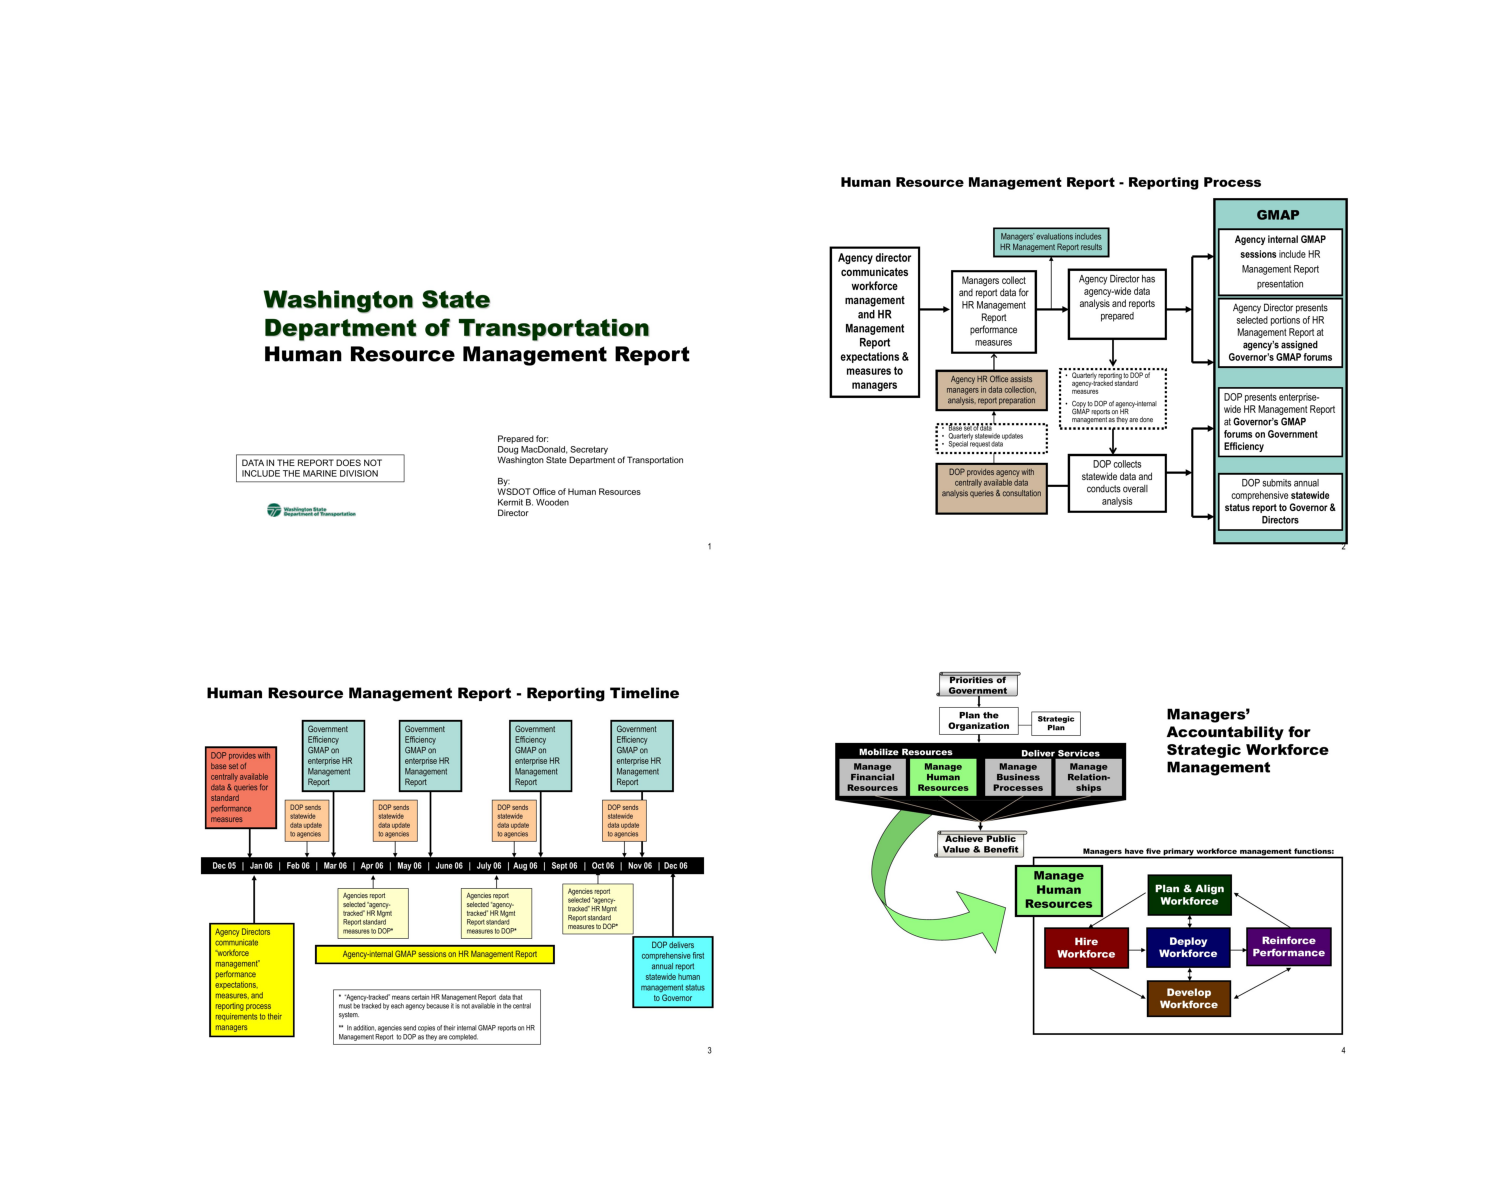 Washington State
Department of Transportation
Human Resource Management Report
Prepared for:
Doug MacDonald, Secretary
Washington State Department of Transportation
By:
WSDOT Office of Human Resources
Kermit B. Wooden
Director
DATA IN THE REPORT DOES NOT
INCLUDE THE MARINE DIVISION
Washington State
Department of Transportation
1
Human Resource Management Report - Reporting Process
Agency director
communicates
workforce
management
and HR
Management
Report
expectations &
measures to
managers
Managers' evaluations includes
HR Management Report results
Managers collect
and report data for
HR Management
Report
performance
measures
Agency Director has
agency-wide data
analysis and reports
prepared
Agency HR Office assists
managers in data collection,
analysis, report preparation
• Base set of data
• Quarterly statewide updates
• Special request data
DOP provides agency with
centrally available data
analysis queries & consultation
• Quarterly reporting to DOP of
agency-tracked standard
measures
• Copy to DOP of agency-internal
GMAP reports on HR
management as they are done
DOP collects
statewide data and
conducts overall
analysis
GMAP
Agency internal GMAP
sessions include HR
Management Report
presentation
Agency Director presents
selected portions of HR
Management Report at
agency's assigned
Governor's GMAP forums
DOP presents enterprise-
wide HR Management Report
at Governor's GMAP
forums on Government
Efficiency
DOP submits annual
comprehensive statewide
status report to Governor &
Directors
2
Human Resource Management Report - Reporting Timeline
DOP provides with
base set of
centrally available
data & queries for
standard
performance
measures
Government
Efficiency
GMAP on
enterprise HR
Management
Report
Government
Efficiency
GMAP on
enterprise HR
Management
Report
Government
Efficiency
GMAP on
enterprise HR
Management
Report
Government
Efficiency
GMAP on
enterprise HR
Management
Report
DOP sends
statewide
data update
to agencies
DOP sends
statewide
data update
to agencies
DOP sends
statewide
data update
to agencies
DOP sends
statewide
data update
to agencies
Dec 05 | Jan 06 | Feb 06 | Mar 06 | Apr 06 | May 06 | June 06 | July 06 | Aug 06 | Sept 06 | Oct 06 | Nov 06 | Dec 06
Agency Directors
communicate
"workforce
management"
performance
expectations,
measures, and
reporting process
requirements to their
managers
Agencies report
selected "agency-
tracked" HR Mgmt
Report standard
measures to DOP*
Agencies report
selected "agency-
tracked" HR Mgmt
Report standard
measures to DOP*
Agencies report
selected "agency-
tracked" HR Mgmt
Report standard
measures to DOP*
Agency-internal GMAP sessions on HR Management Report
DOP delivers
comprehensive first
annual report
statewide human
management status
to Governor
* "Agency-tracked" means certain HR Management Report data that
must be tracked by each agency because it is not available in the central
system.
** In addition, agencies send copies of their internal GMAP reports on HR
Management Report to DOP as they are completed.
3
Priorities of
Government
Plan the
Organization
Strategic
Plan
Mobilize Resources
Deliver Services
Manage
Financial
Resources
Manage
Human
Resources
Manage
Business
Processes
Manage
Relation-
ships
Achieve Public
Value & Benefit
Managers'
Accountability for
Strategic Workforce
Management
Managers have five primary workforce management functions:
Manage
Human
Resources
Plan & Align
Workforce
Hire
Workforce
Deploy
Workforce
Reinforce
Performance
Develop
Workforce
4